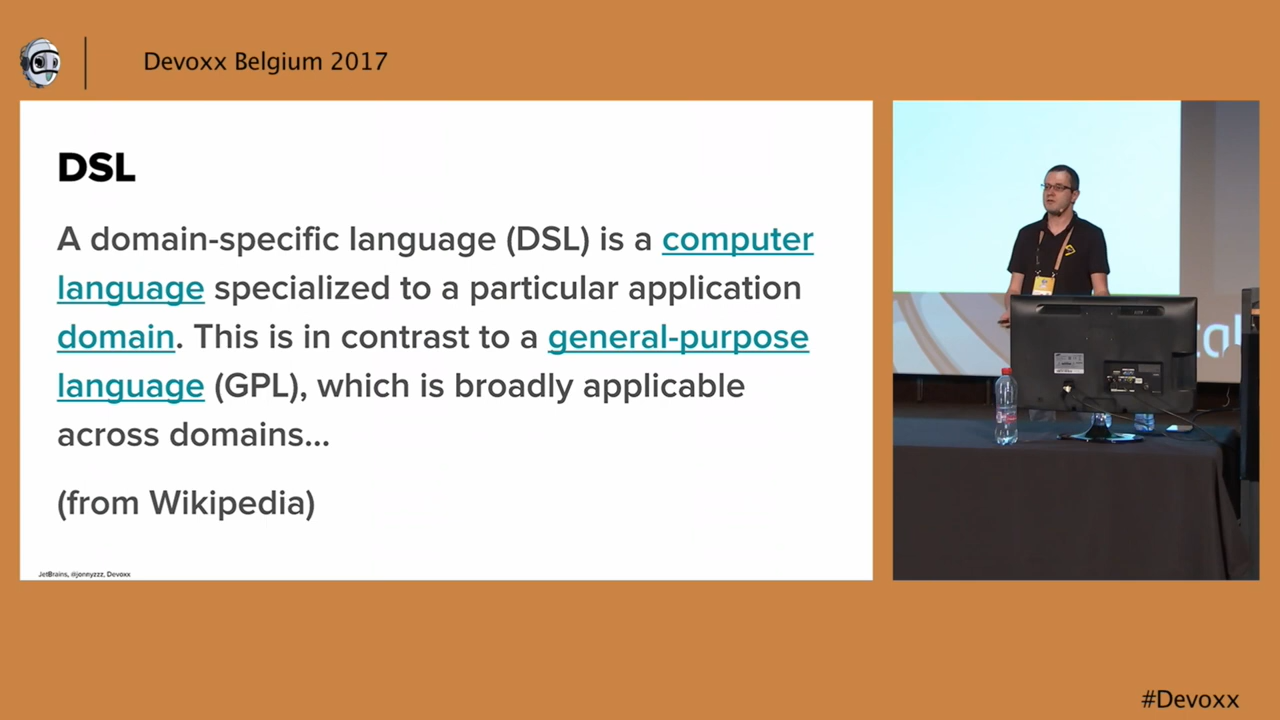 Devoxx Belgium 2017
DSL
A domain-specific language (DSL) is a computer
language specialized to a particular application
domain. This is in contrast to a general-purpose
language (GPL), which is broadly applicable
across domains...
(from Wikipedia)
JetBrains, @jonnyzzz, Devoxx
#Devoxx